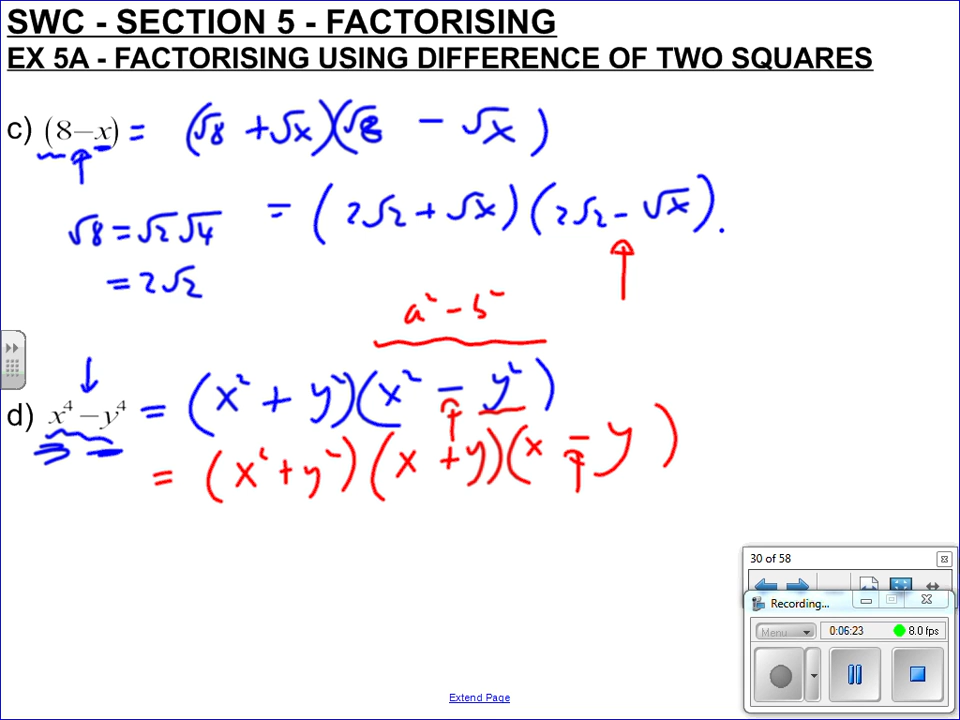 SWC - SECTION 5 - FACTORISING
EX 5A - FACTORISING USING DIFFERENCE OF TWO SQUARES
c) (8−x) = (√8 + √x)(√8 − √x)
= (2√2 + √x)(2√2 − √x).
√8 = √2√4
= 2√2
a² − b²
d) x⁴ − y⁴ = (x² + y²)(x² − y²)
= (x² + y²)(x + y)(x − y)
30 of 58
Recording...
Menu
0:06:23
8.0 fps
Extend Page